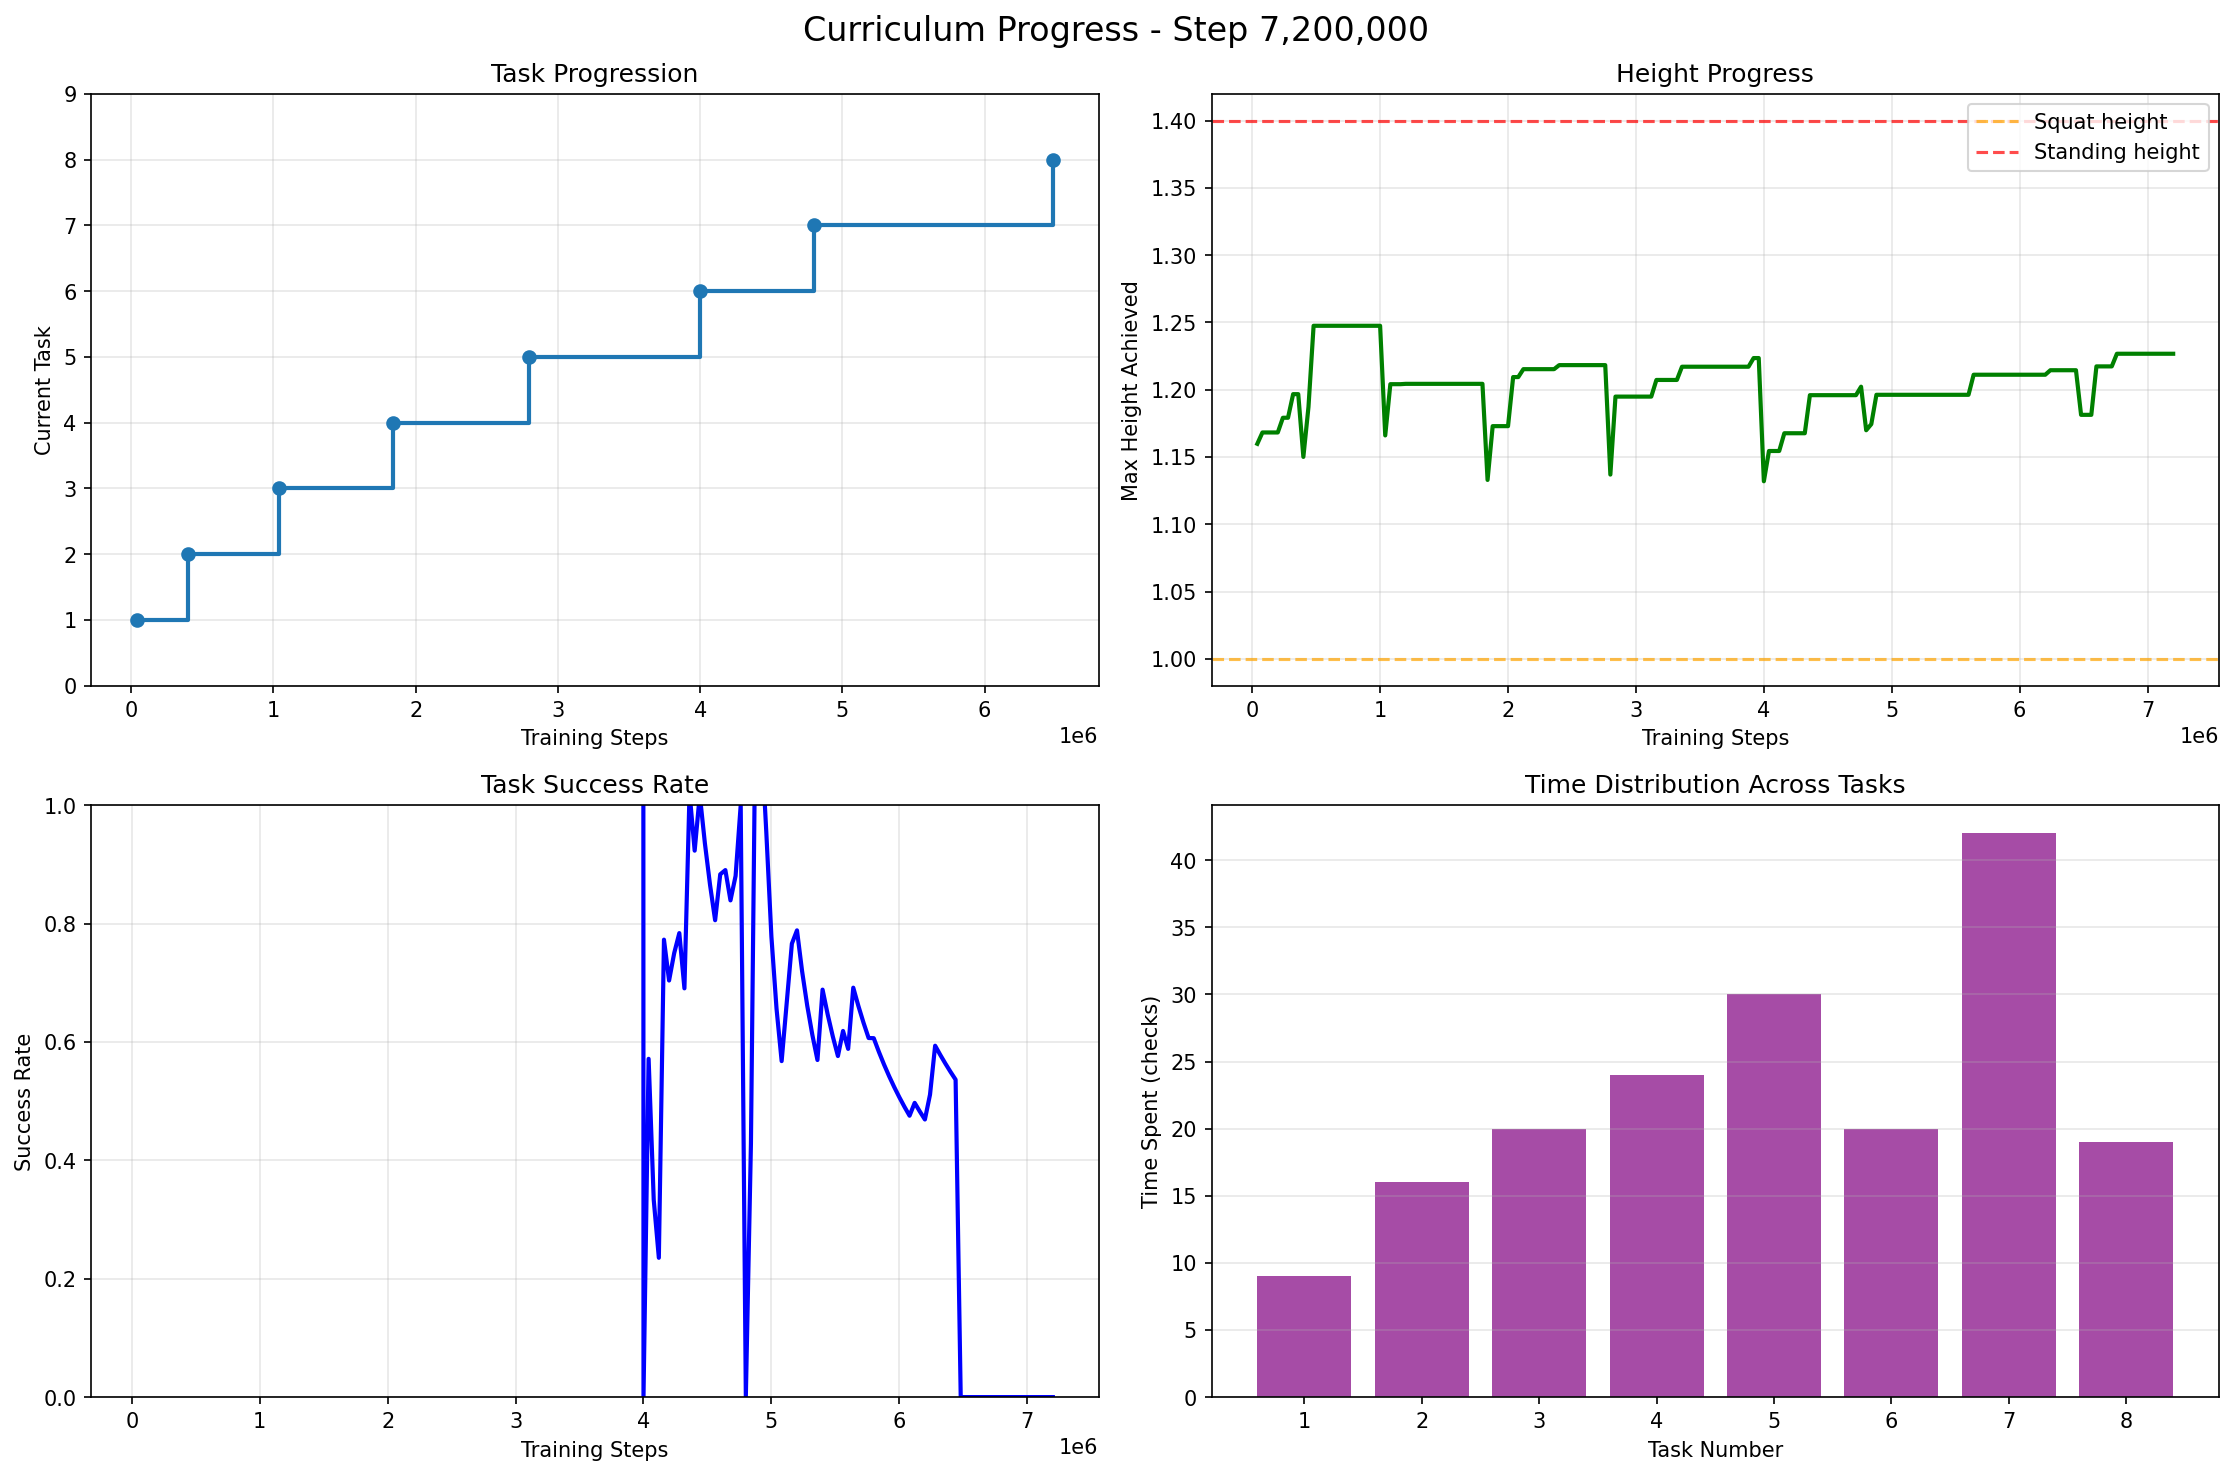 Curriculum Progress - Step 7,200,000
Task Progression
Current Task
9
8
7
6
5
4
3
2
1
0
0 1 2 3 4 5 6
Training Steps
1e6
Height Progress
Max Height Achieved
1.40
1.35
1.30
1.25
1.20
1.15
1.10
1.05
1.00
Squat height
Standing height
0 1 2 3 4 5 6 7
Training Steps
1e6
Task Success Rate
Success Rate
1.0
0.8
0.6
0.4
0.2
0.0
0 1 2 3 4 5 6 7
Training Steps
1e6
Time Distribution Across Tasks
Time Spent (checks)
40
35
30
25
20
15
10
5
0
1 2 3 4 5 6 7 8
Task Number